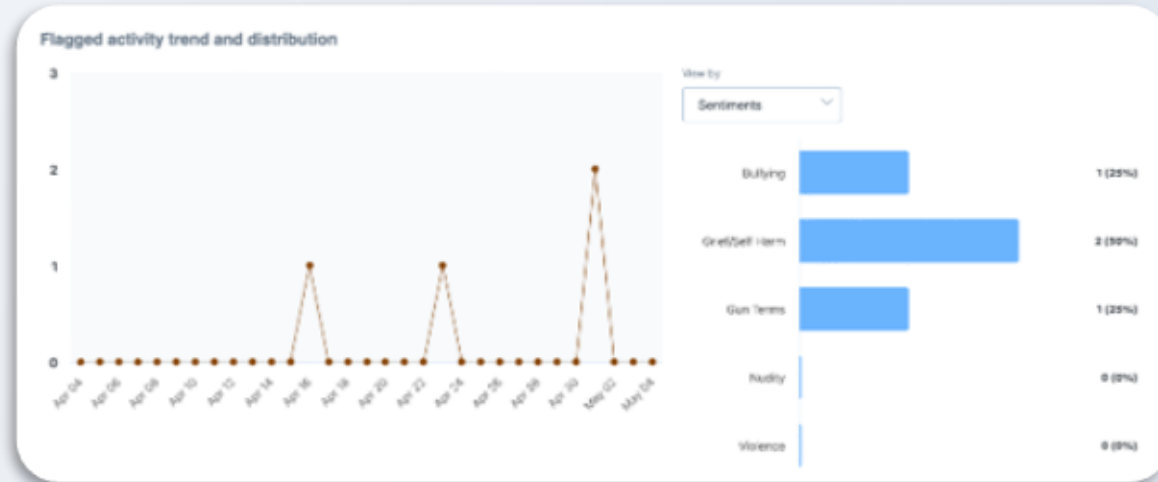 Flagged activity trend and distribution
3
2
1
0
Apr 04
Apr 06
Apr 08
Apr 10
Apr 12
Apr 14
Apr 16
Apr 18
Apr 20
Apr 22
Apr 24
Apr 26
Apr 28
Apr 30
May 02
May 04
View by
Sentiments
Bullying 1 (25%)
Grief/Self Harm 2 (50%)
Gun Terms 1 (25%)
Nudity 0 (0%)
Violence 0 (0%)